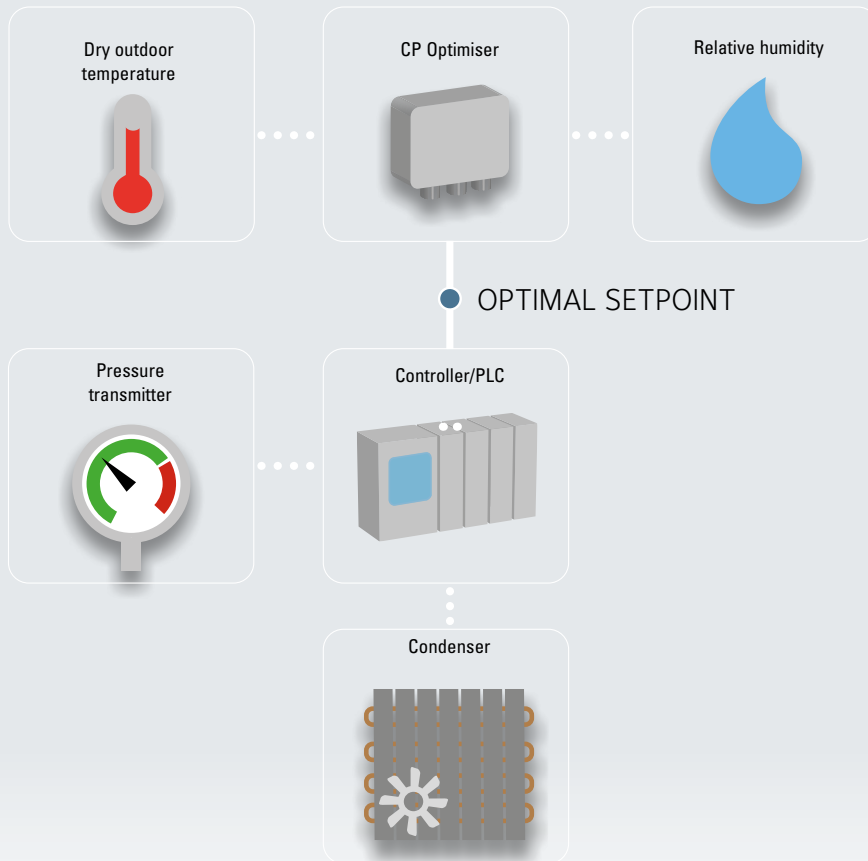 Dry outdoor
temperature
CP Optimiser
Relative humidity
OPTIMAL SETPOINT
Pressure
transmitter
Controller/PLC
Condenser